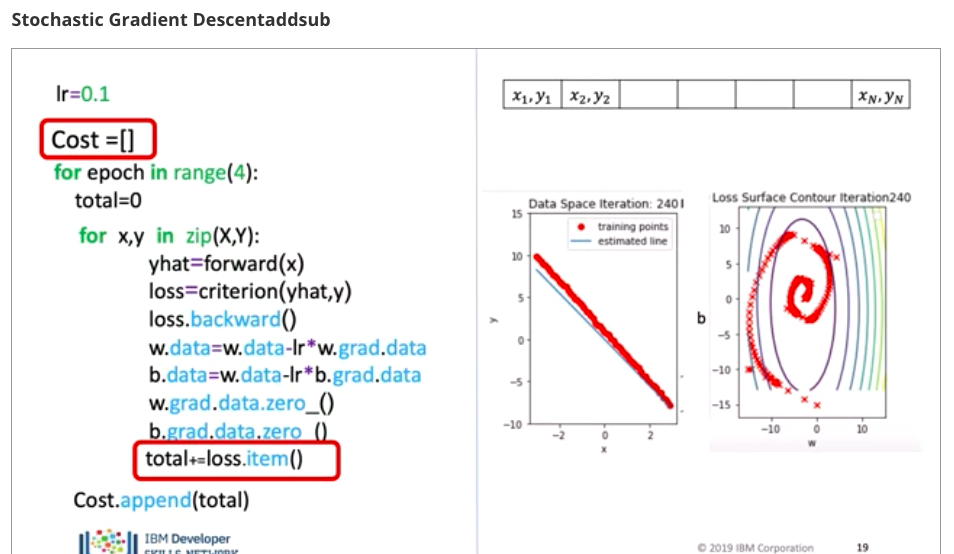 Stochastic Gradient Descentaddsub
lr=0.1
Cost =[]
for epoch in range(4):
total=0
for x,y in zip(X,Y):
yhat=forward(x)
loss=criterion(yhat,y)
loss.backward()
w.data=w.data-lr*w.grad.data
b.data=w.data-lr*b.grad.data
w.grad.data.zero_()
b.grad.data.zero_()
total+=loss.item()
Cost.append(total)
IBM Developer
SKILLS NETWORK
x₁, y₁ x₂, y₂ x_N, y_N
Data Space Iteration: 240
training points
estimated line
15
10
5
0
−5
−10
y
−2 0 2
x
Loss Surface Contour Iteration240
10
5
0
−5
−10
−15
b
−10 0 10
w
© 2019 IBM Corporation 19